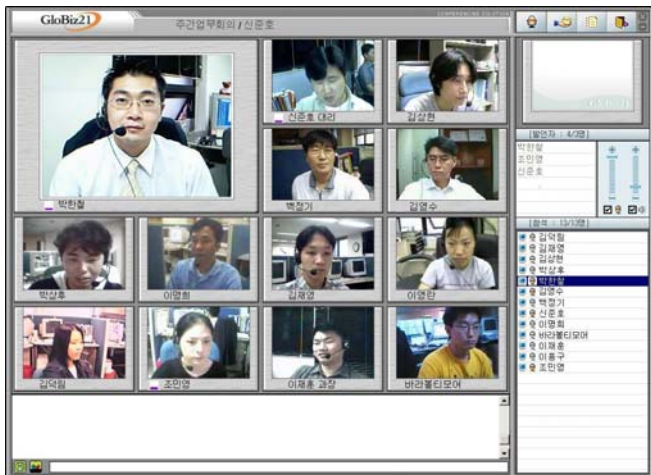 GloBiz21
주간업무회의 / 신준호
박한철
신준호 대리
김상현
백정기
김영수
박상후
이명희
김재영
이영란
김덕림
조민영
이재훈 과장
바라볼티모어
[발언자 : 4/3명]
박한철
조민영
신준호
[참석 : 13/13명]
김덕림
김재영
김상현
박상후
박한철
김영수
백정기
신준호
이명희
바라볼티모어
이재훈
이흥구
조민영